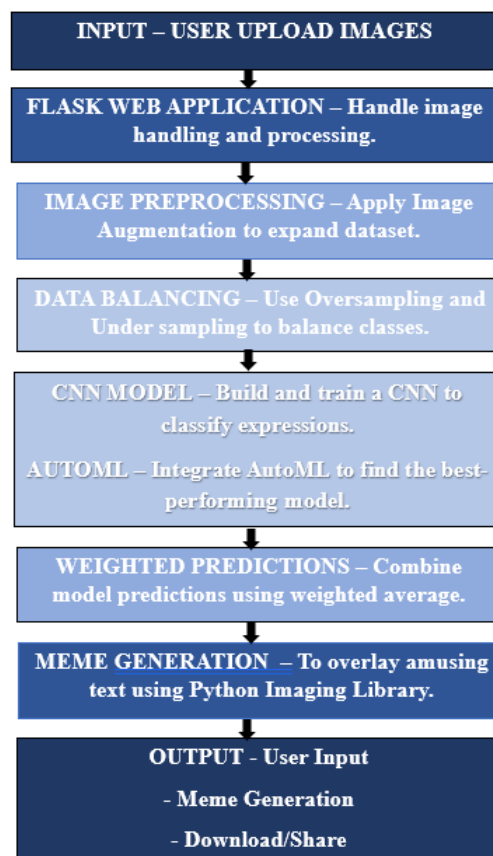 INPUT – USER UPLOAD IMAGES
FLASK WEB APPLICATION – Handle image
handling and processing.
IMAGE PREPROCESSING – Apply Image
Augmentation to expand dataset.
DATA BALANCING – Use Oversampling and
Under sampling to balance classes.
CNN MODEL – Build and train a CNN to
classify expressions.
AUTOML – Integrate AutoML to find the best-
performing model.
WEIGHTED PREDICTIONS – Combine
model predictions using weighted average.
MEME GENERATION – To overlay amusing
text using Python Imaging Library.
OUTPUT - User Input
- Meme Generation
- Download/Share